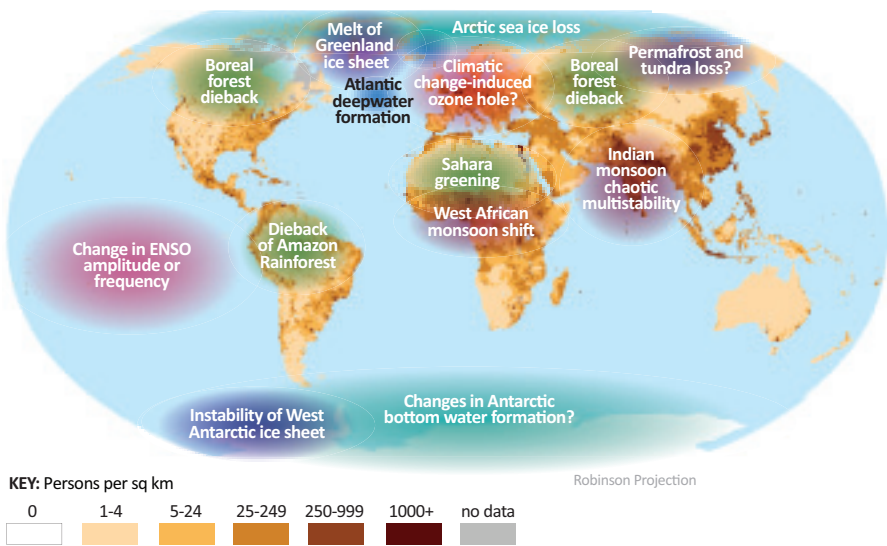 Arctic sea ice loss
Melt of
Greenland
ice sheet
Permafrost and
tundra loss?
Boreal
forest
dieback
Climatic
change-induced
ozone hole?
Boreal
forest
dieback
Atlantic
deepwater
formation
Sahara
greening
Indian
monsoon
chaotic
multistability
West African
monsoon shift
Change in ENSO
amplitude or
frequency
Dieback
of Amazon
Rainforest
Instability of West
Antarctic ice sheet
Changes in Antarctic
bottom water formation?
Robinson Projection
KEY: Persons per sq km
0 1-4 5-24 25-249 250-999 1000+ no data